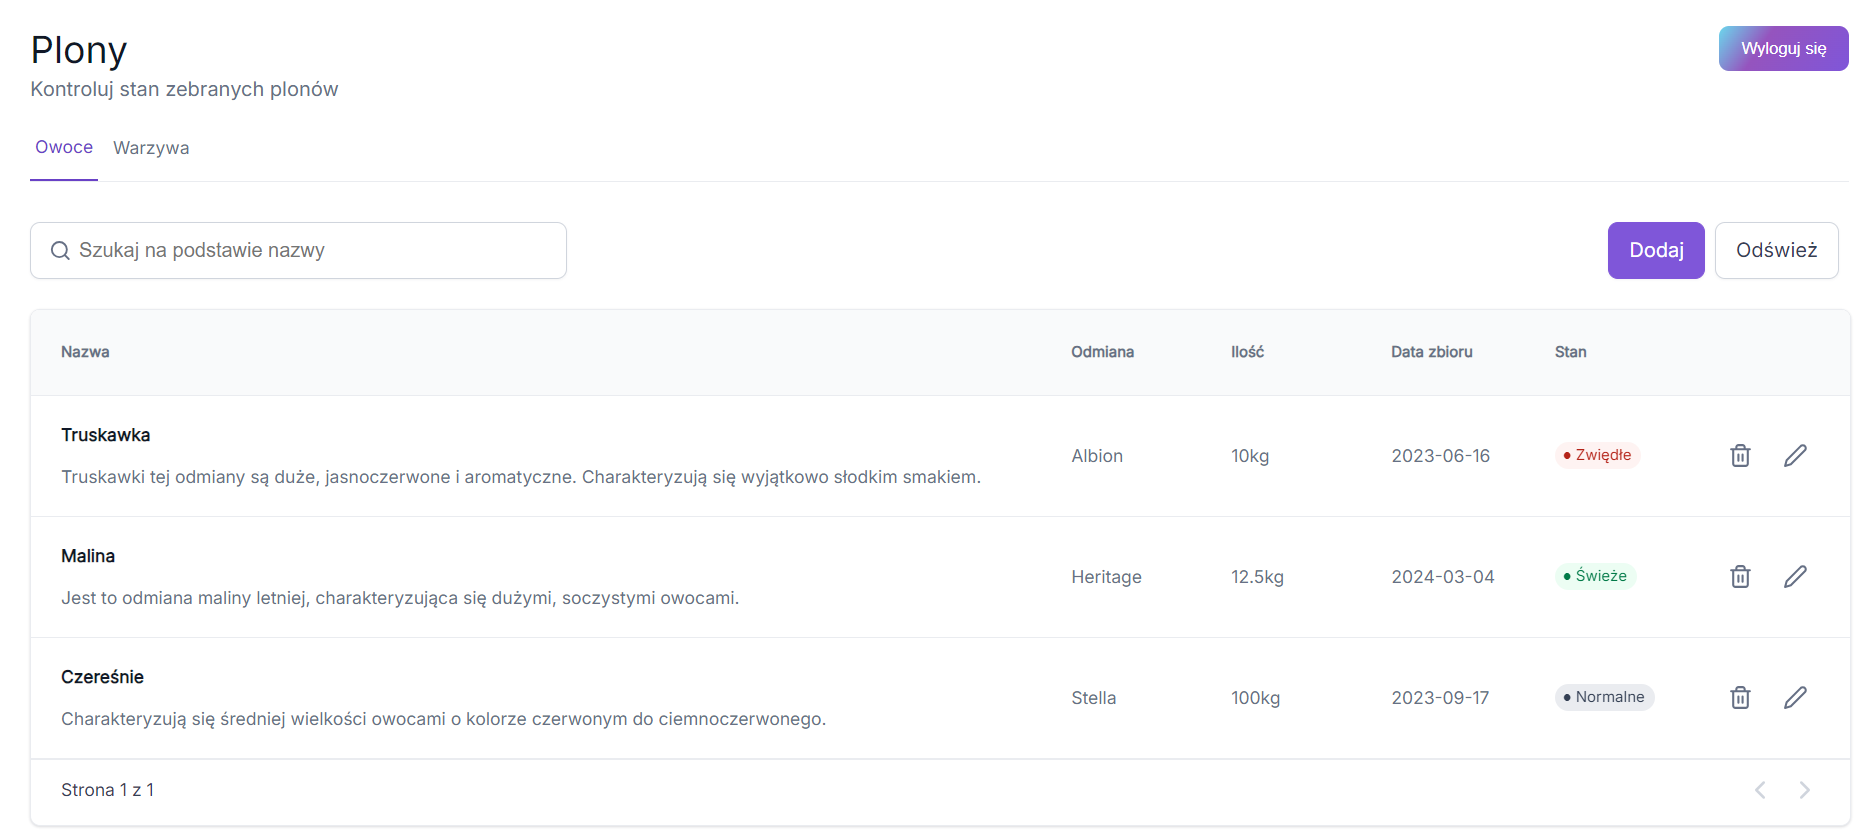 Plony
Wyloguj się
Kontroluj stan zebranych plonów
Owoce Warzywa
Szukaj na podstawie nazwy
Dodaj Odśwież
Nazwa Odmiana Ilość Data zbioru Stan
Truskawka
Truskawki tej odmiany są duże, jasnoczerwone i aromatyczne. Charakteryzują się wyjątkowo słodkim smakiem.
Albion 10kg 2023-06-16 Zwiędłe
Malina
Jest to odmiana maliny letniej, charakteryzująca się dużymi, soczystymi owocami.
Heritage 12.5kg 2024-03-04 Świeże
Czereśnie
Charakteryzują się średniej wielkości owocami o kolorze czerwonym do ciemnoczerwonego.
Stella 100kg 2023-09-17 Normalne
Strona 1 z 1